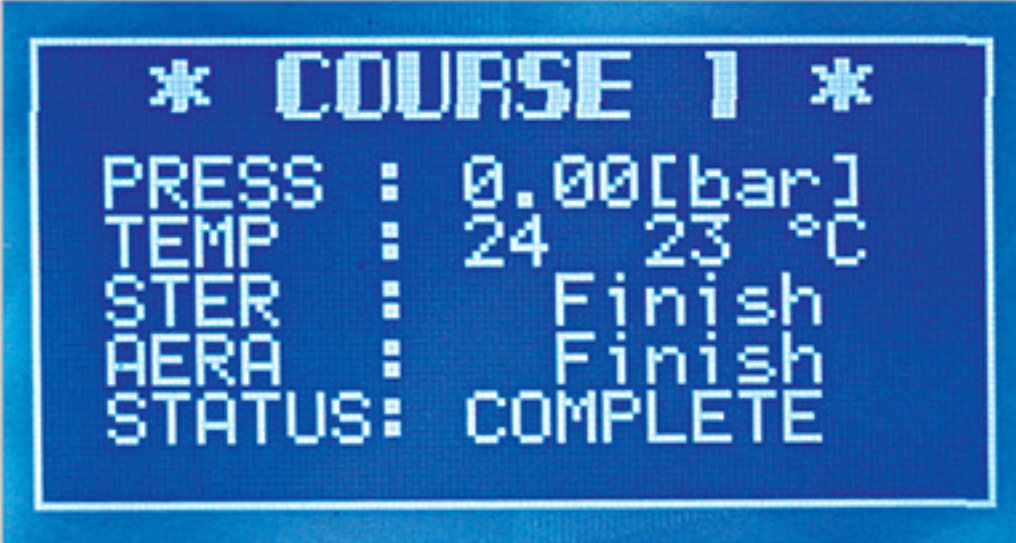 * COURSE 1 *
PRESS : 0.00[bar]
TEMP : 24 23 °C
STER : Finish
AERA : Finish
STATUS: COMPLETE